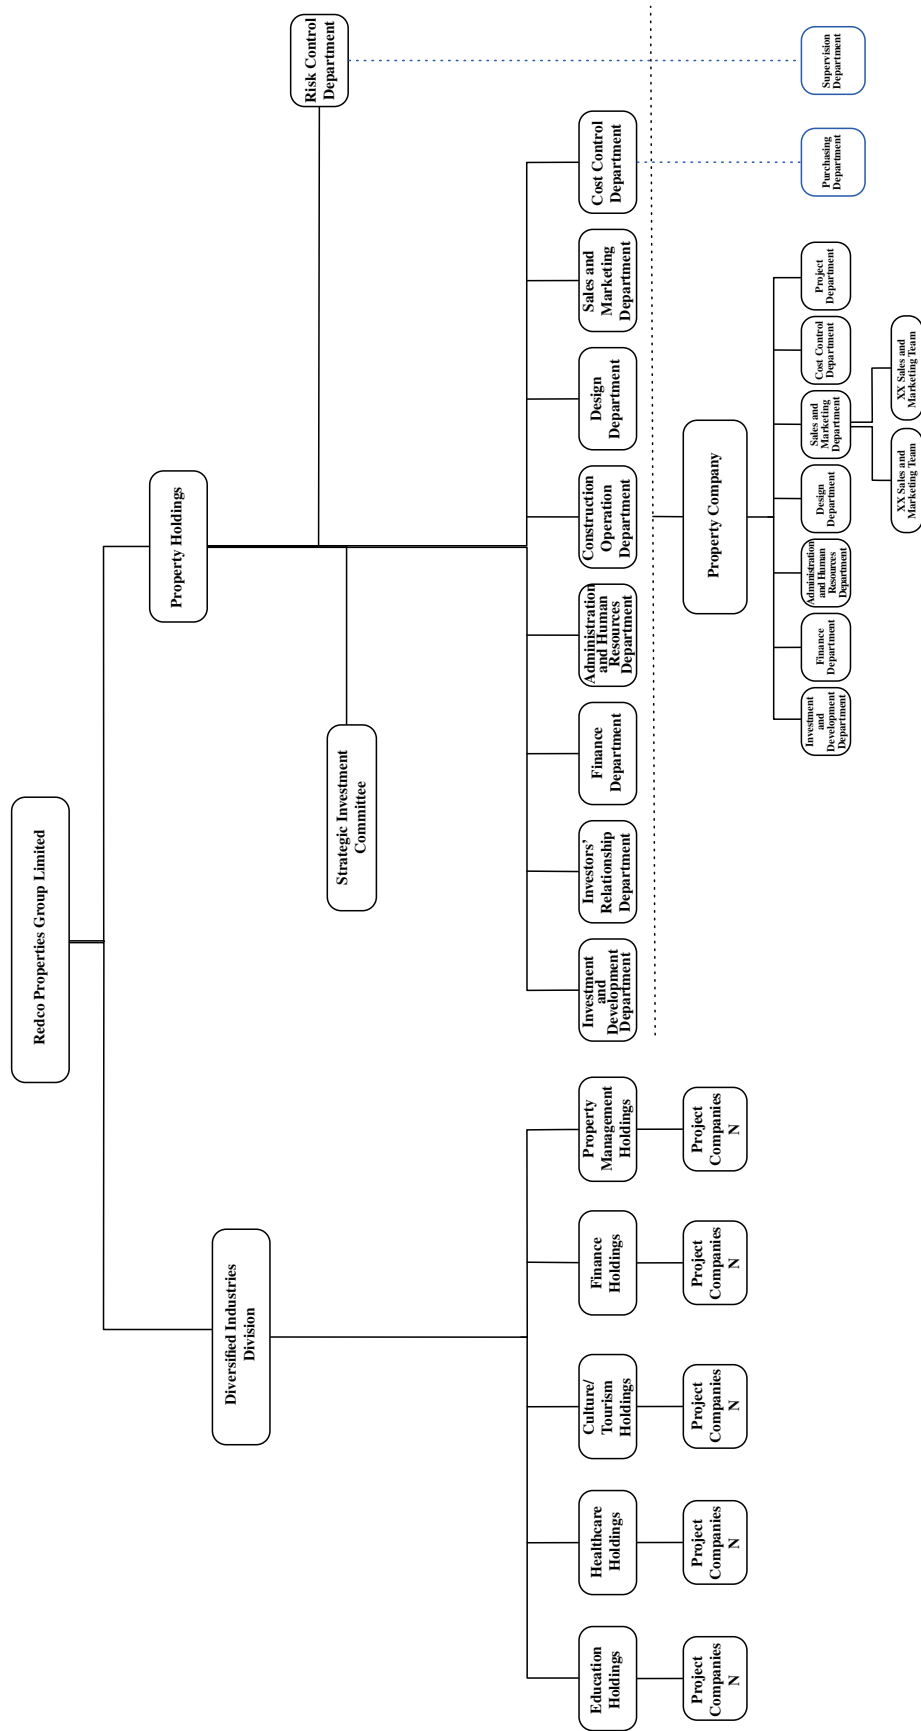 Redco Properties Group Limited
Diversified Industries
Division
Property Holdings
Strategic Investment
Committee
Risk Control
Department
Education
Holdings
Healthcare
Holdings
Culture/
Tourism
Holdings
Finance
Holdings
Property
Management
Holdings
Investment
and
Development
Department
Investors’
Relationship
Department
Finance
Department
Administration
and Human
Resources
Department
Construction
Operation
Department
Design
Department
Sales and
Marketing
Department
Cost Control
Department
Project
Companies
N
Project
Companies
N
Project
Companies
N
Project
Companies
N
Project
Companies
N
Property Company
Investment
and
Development
Department
Finance
Department
Administration
and Human
Resources
Department
Design
Department
Sales and
Marketing
Department
Cost Control
Department
Project
Department
Purchasing
Department
Supervision
Department
XX Sales and
Marketing Team
XX Sales and
Marketing Team